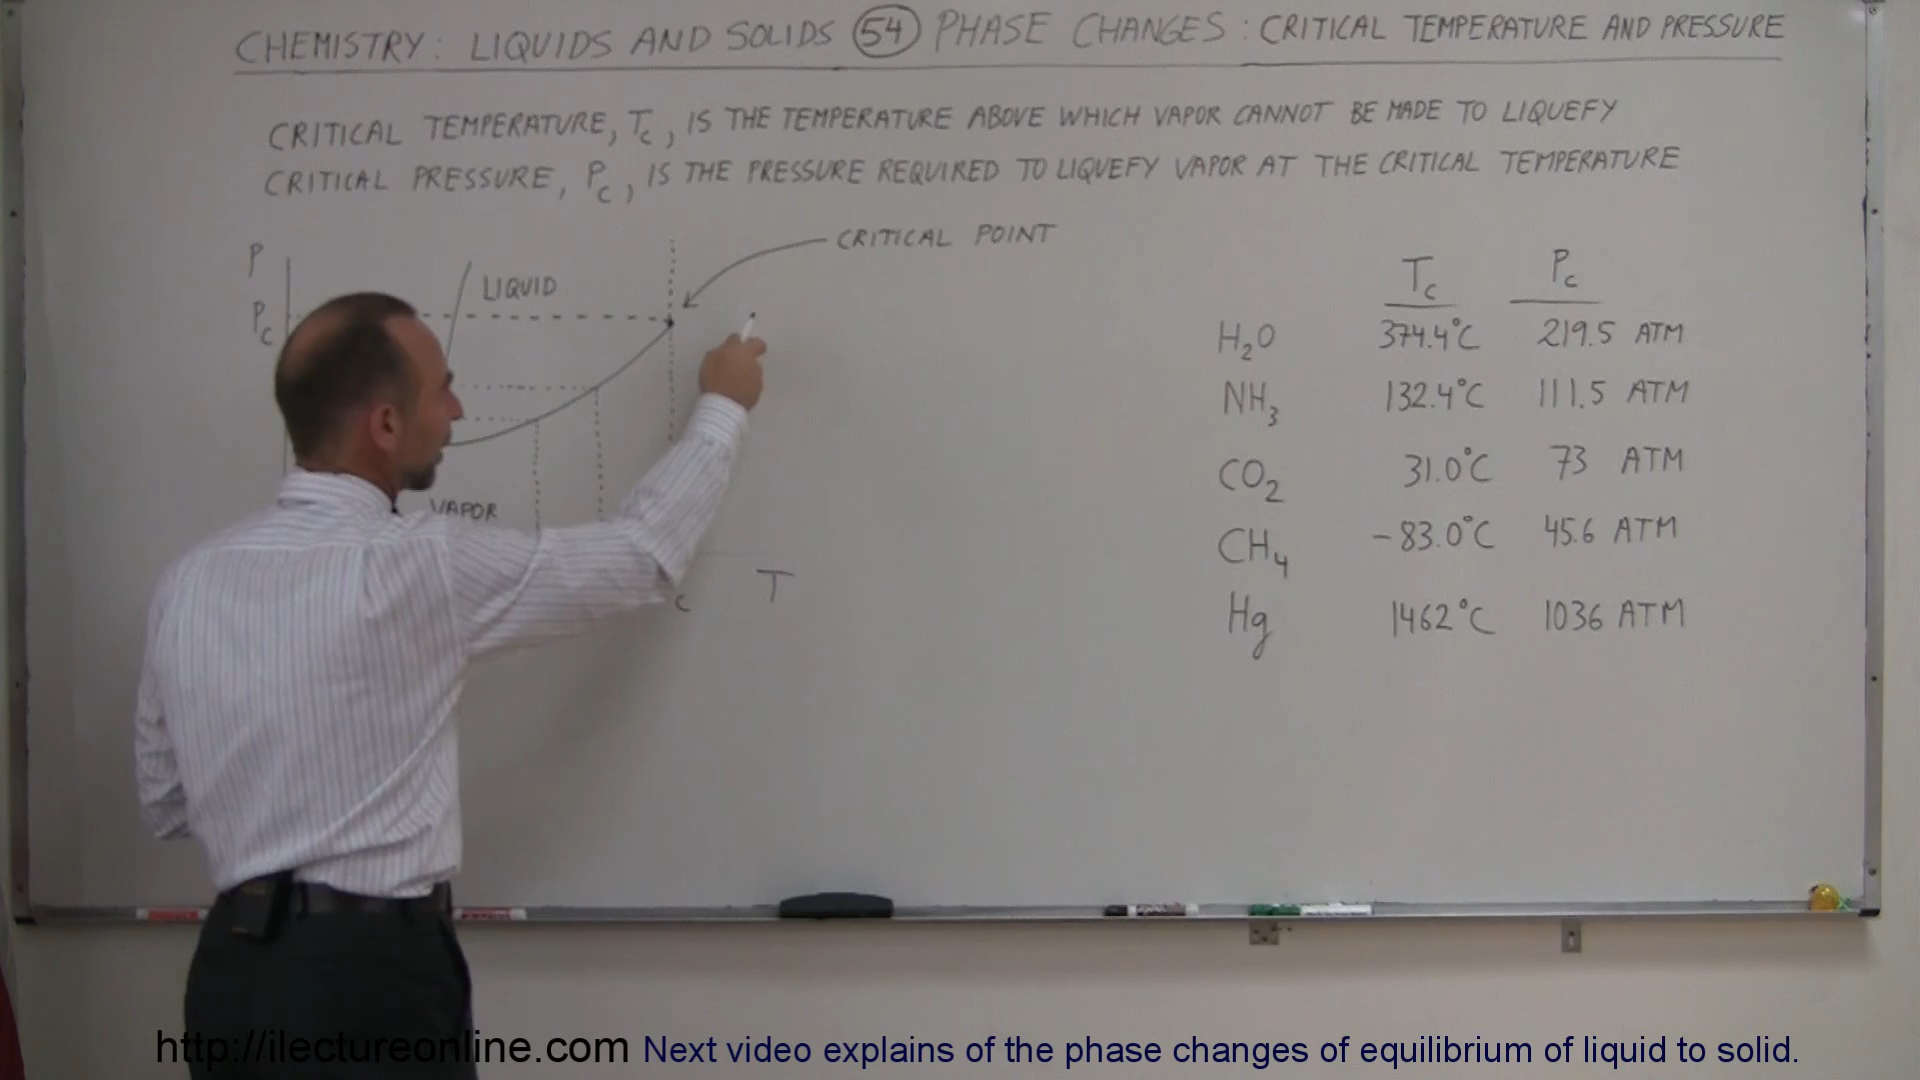 CHEMISTRY: LIQUIDS AND SOLIDS 54 PHASE CHANGES: CRITICAL TEMPERATURE AND PRESSURE
CRITICAL TEMPERATURE, Tc, IS THE TEMPERATURE ABOVE WHICH VAPOR CANNOT BE MADE TO LIQUEFY
CRITICAL PRESSURE, Pc, IS THE PRESSURE REQUIRED TO LIQUEFY VAPOR AT THE CRITICAL TEMPERATURE
CRITICAL POINT
P
LIQUID
Pc
VAPOR
c
T
Tc Pc
H2O 374.4°C 219.5 ATM
NH3 132.4°C 111.5 ATM
CO2 31.0°C 73 ATM
CH4 -83.0°C 45.6 ATM
Hg 1462°C 1036 ATM
http://ilectureonline.com Next video explains of the phase changes of equilibrium of liquid to solid.